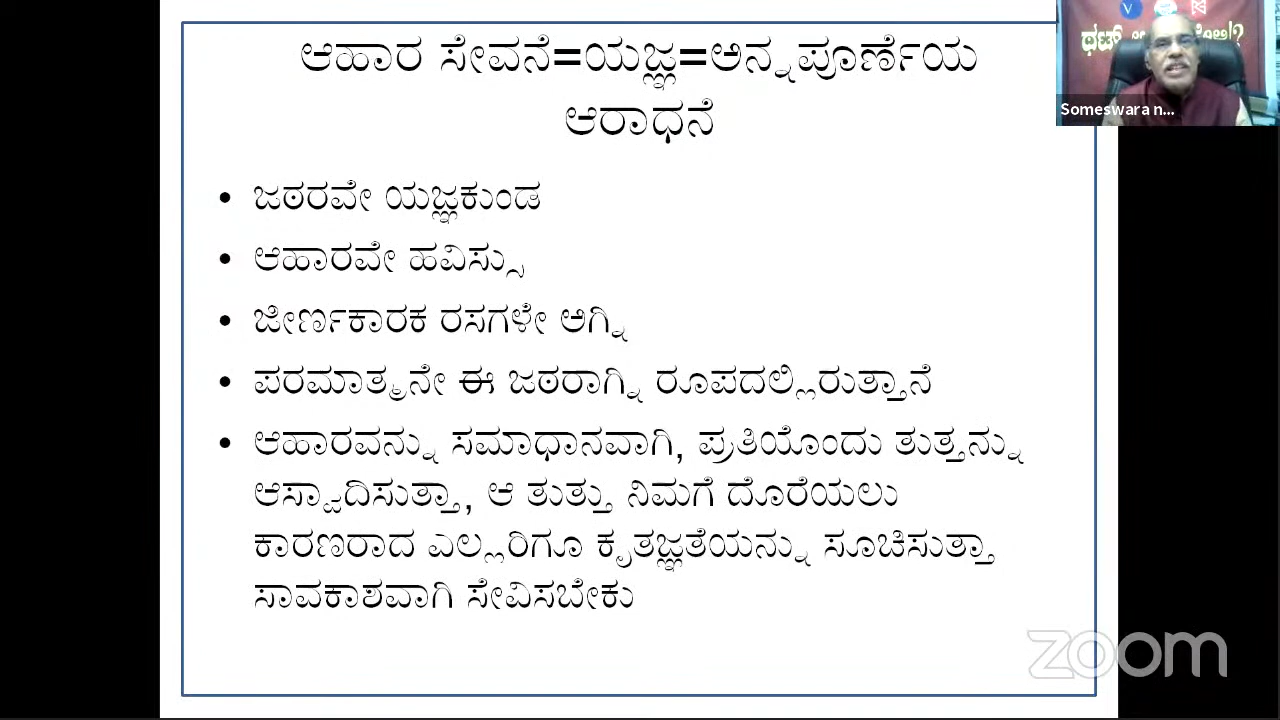 ಆಹಾರ ಸೇವನೆ=ಯಜ್ಞ=ಅನ್ನಪೂರ್ಣೆಯ
ಆರಾಧನೆ
• ಜಠರವೇ ಯಜ್ಞಕುಂಡ
• ಆಹಾರವೇ ಹವಿಸ್ಸು
• ಜೀರ್ಣಕಾರಕ ರಸಗಳೇ ಅಗ್ನಿ
• ಪರಮಾತ್ಮನೇ ಈ ಜಠರಾಗ್ನಿ ರೂಪದಲ್ಲಿರುತ್ತಾನೆ
• ಆಹಾರವನ್ನು ಸಮಾಧಾನವಾಗಿ, ಪ್ರತಿಯೊಂದು ತುತ್ತನ್ನು
ಆಸ್ವಾದಿಸುತ್ತಾ, ಆ ತುತ್ತು ನಿಮಗೆ ದೊರೆಯಲು
ಕಾರಣರಾದ ಎಲ್ಲರಿಗೂ ಕೃತಜ್ಞತೆಯನ್ನು ಸೂಚಿಸುತ್ತಾ
ಸಾವಕಾಶವಾಗಿ ಸೇವಿಸಬೇಕು
Someswara n...
zoom